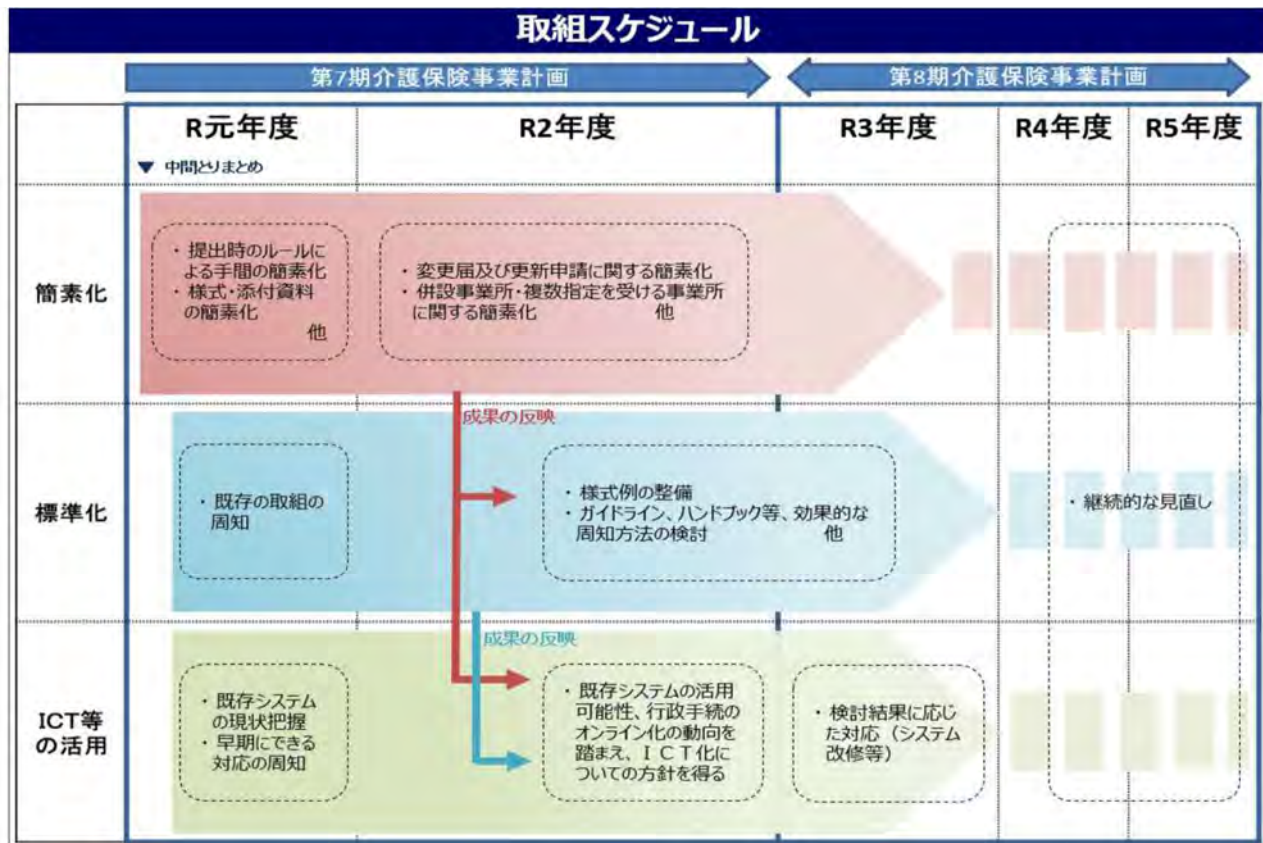 取組スケジュール
第7期介護保険事業計画
第8期介護保険事業計画
R元年度
R2年度
R3年度
R4年度
R5年度
▼ 中間とりまとめ
簡素化
・ 提出時のルールに
よる手間の簡素化
・ 様式・添付資料
の簡素化
他
・ 変更届及び更新申請に関する簡素化
・ 併設事業所・複数指定を受ける事業所
に関する簡素化 他
成果の反映
標準化
・ 既存の取組の
周知
・ 様式例の整備
・ ガイドライン、ハンドブック等、効果的な
周知方法の検討 他
・ 継続的な見直し
成果の反映
ICT等
の活用
・ 既存システム
の現状把握
・ 早期にできる
対応の周知
・ 既存システムの活用
可能性、行政手続の
オンライン化の動向を
踏まえ、ＩＣＴ化に
ついての方針を得る
・ 検討結果に応じ
た対応（システム
改修等）